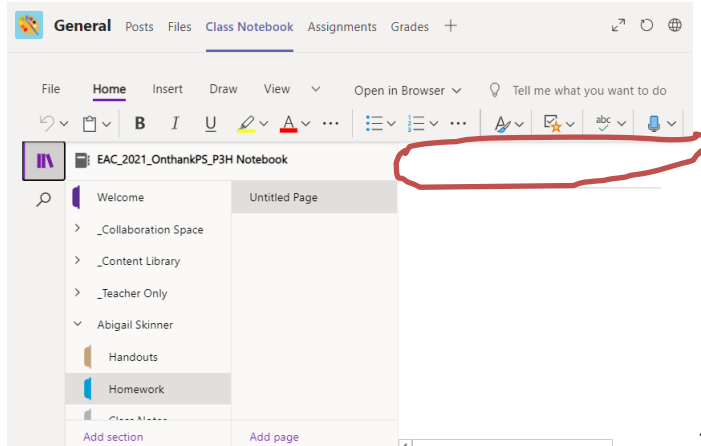 General Posts Files Class Notebook Assignments Grades +
File Home Insert Draw View Open in Browser Tell me what you want to do
B I U A abc
EAC_2021_OnthankPS_P3H Notebook
Welcome Untitled Page
_Collaboration Space
_Content Library
_Teacher Only
Abigail Skinner
Handouts
Homework
Class Notes
Add section Add page